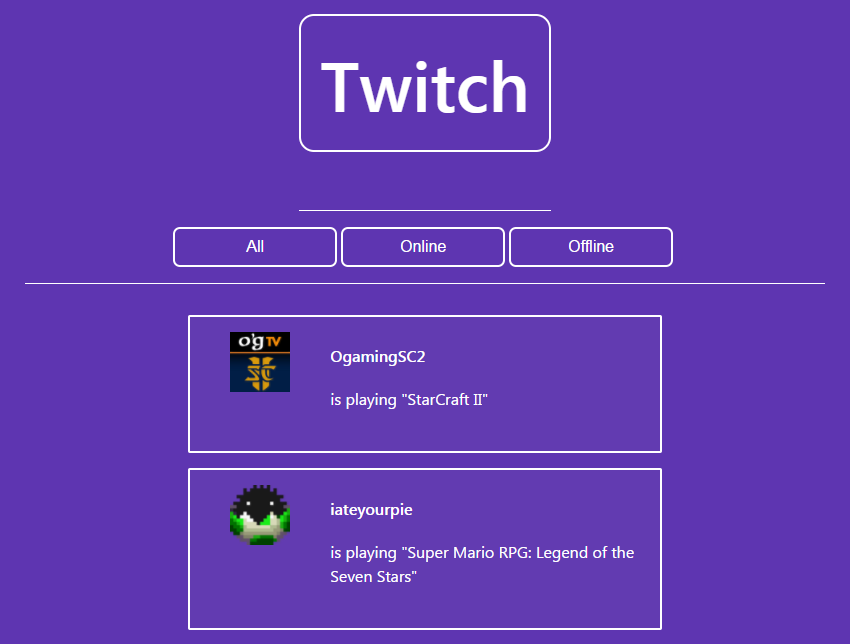 Twitch
All
Online
Offline
o'g TV
OgamingSC2
is playing "StarCraft II"
iateyourpie
is playing "Super Mario RPG: Legend of the
Seven Stars"